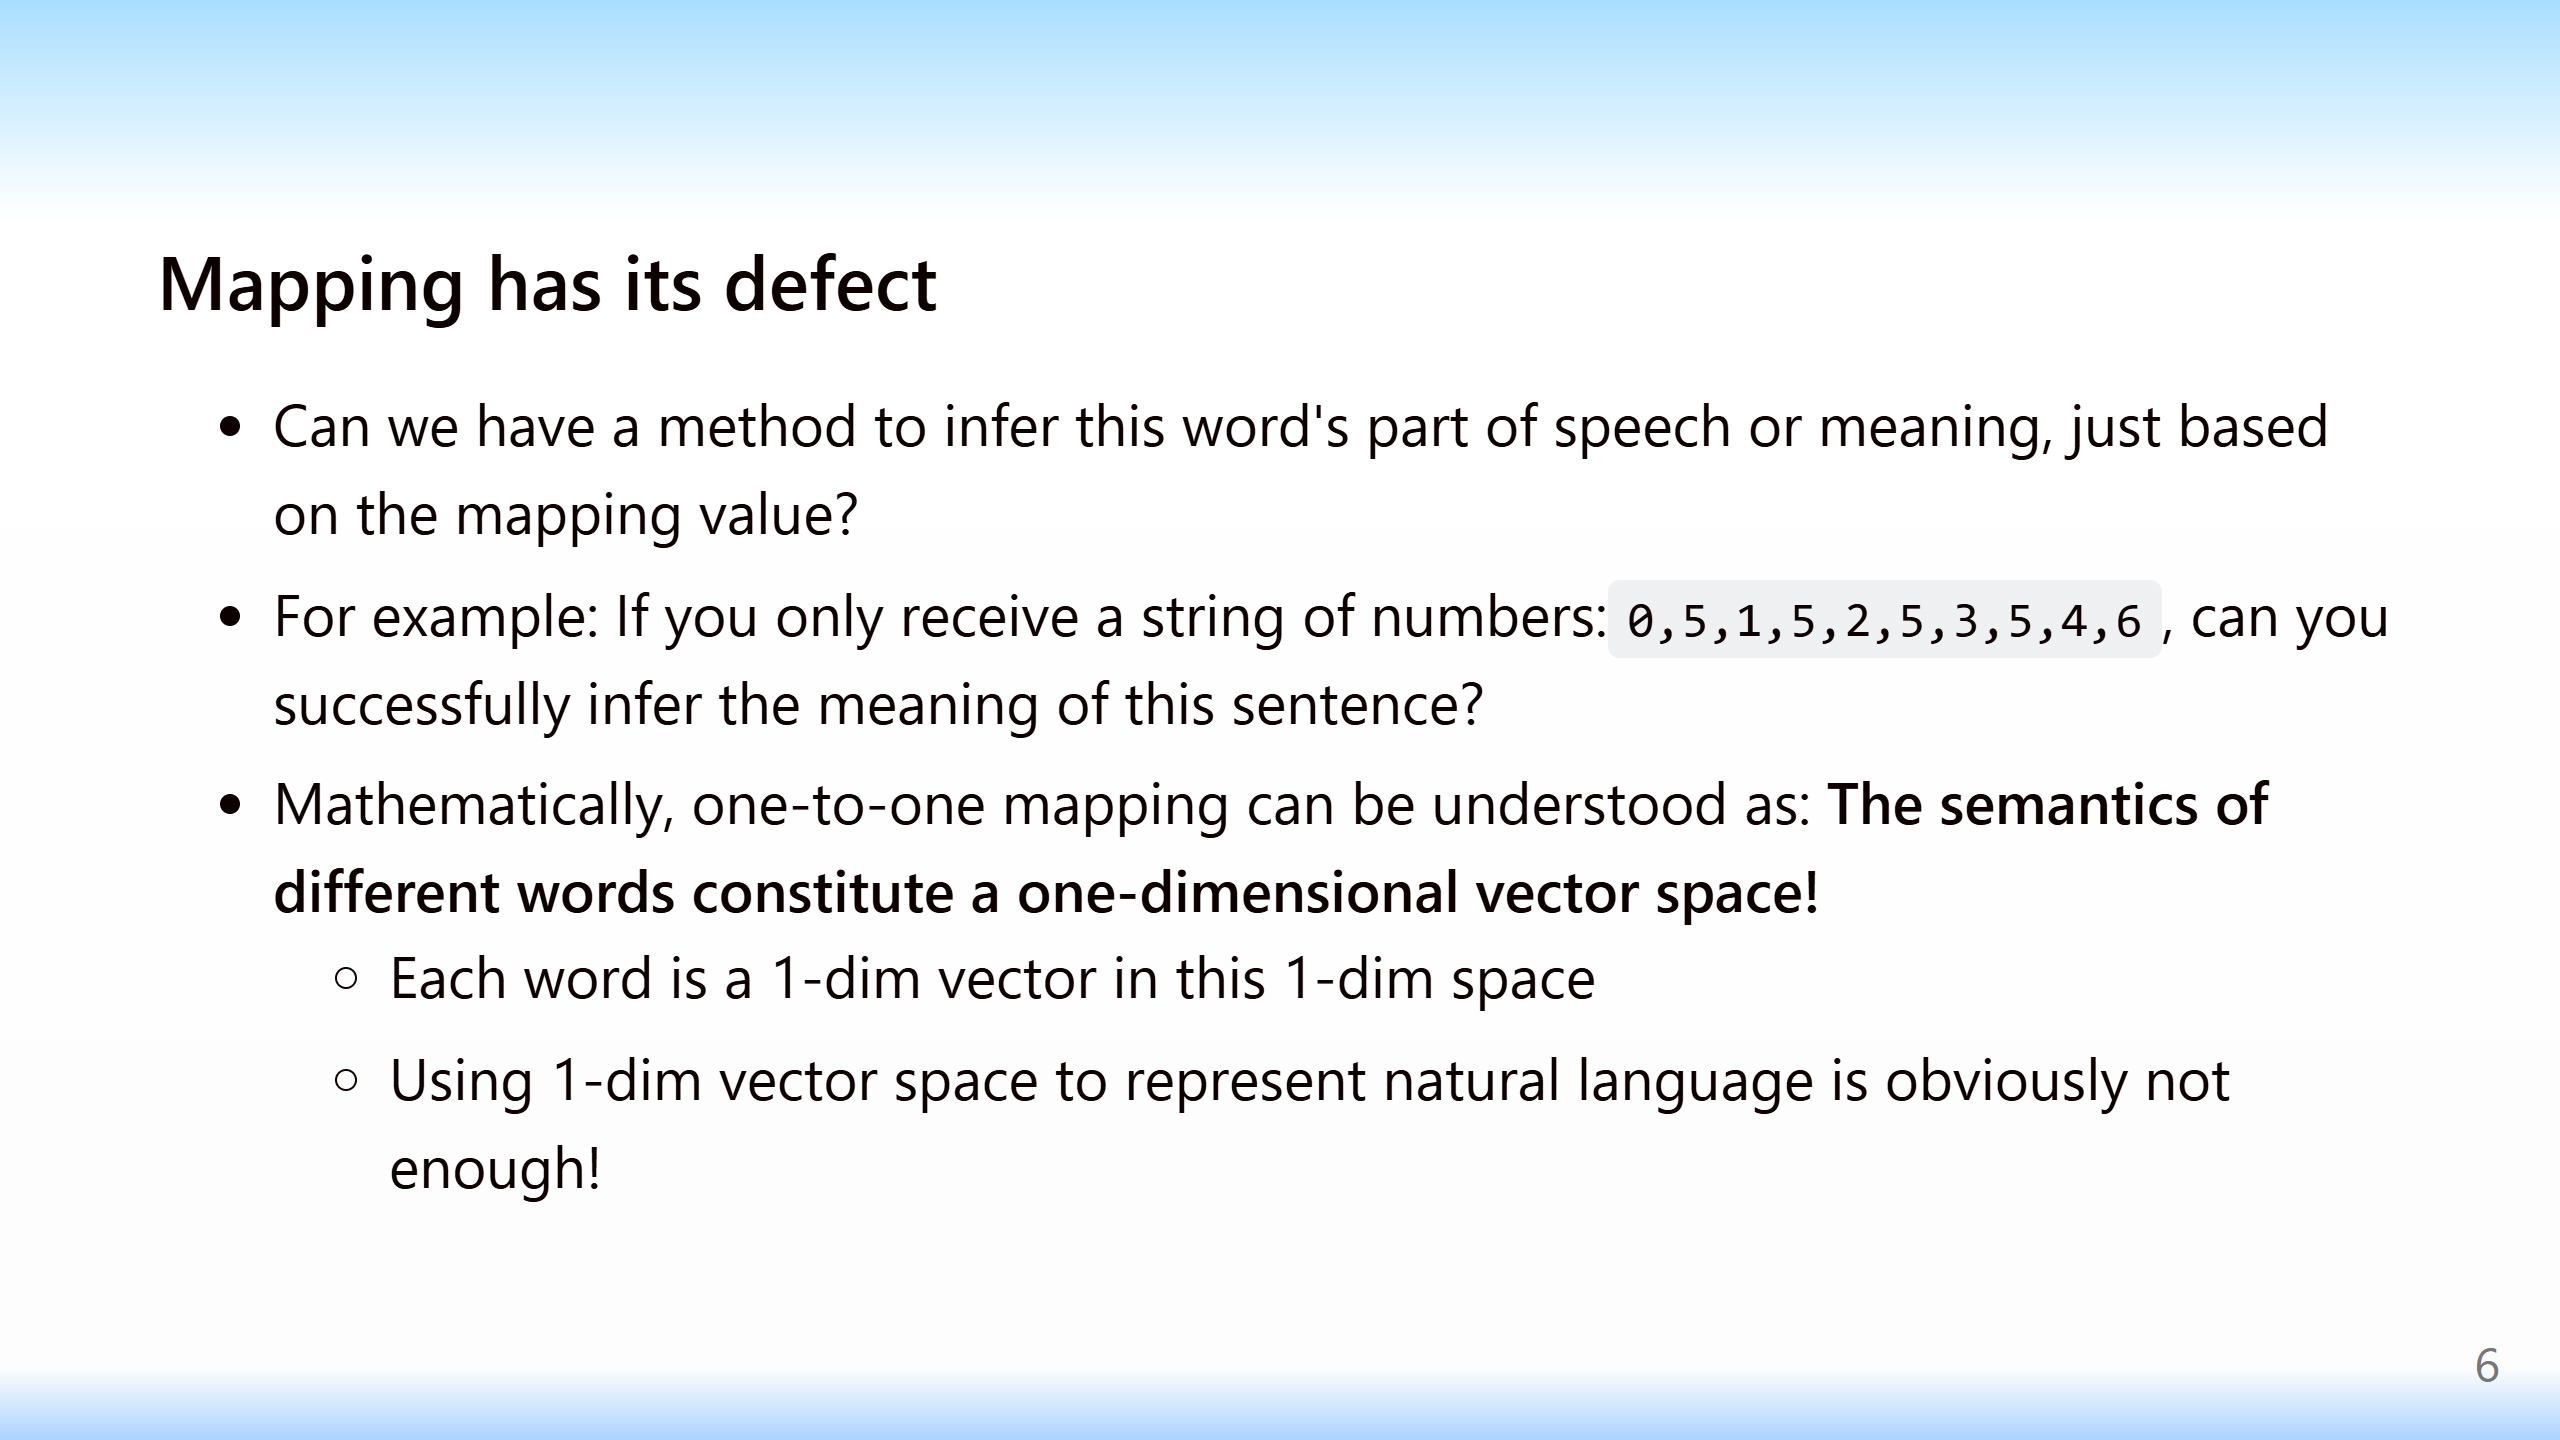 Mapping has its defect
• Can we have a method to infer this word's part of speech or meaning, just based
on the mapping value?
• For example: If you only receive a string of numbers: 0,5,1,5,2,5,3,5,4,6 , can you
successfully infer the meaning of this sentence?
• Mathematically, one-to-one mapping can be understood as: The semantics of
different words constitute a one-dimensional vector space!
○ Each word is a 1-dim vector in this 1-dim space
○ Using 1-dim vector space to represent natural language is obviously not
enough!
6